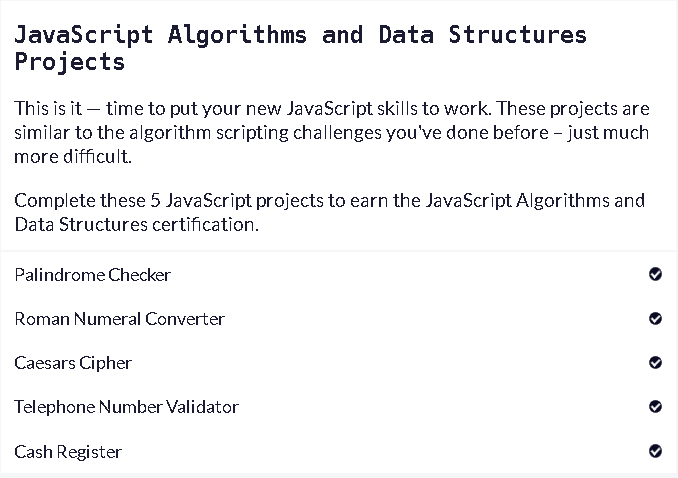 JavaScript Algorithms and Data Structures
Projects
This is it — time to put your new JavaScript skills to work. These projects are
similar to the algorithm scripting challenges you've done before – just much
more difficult.
Complete these 5 JavaScript projects to earn the JavaScript Algorithms and
Data Structures certification.
Palindrome Checker
Roman Numeral Converter
Caesars Cipher
Telephone Number Validator
Cash Register